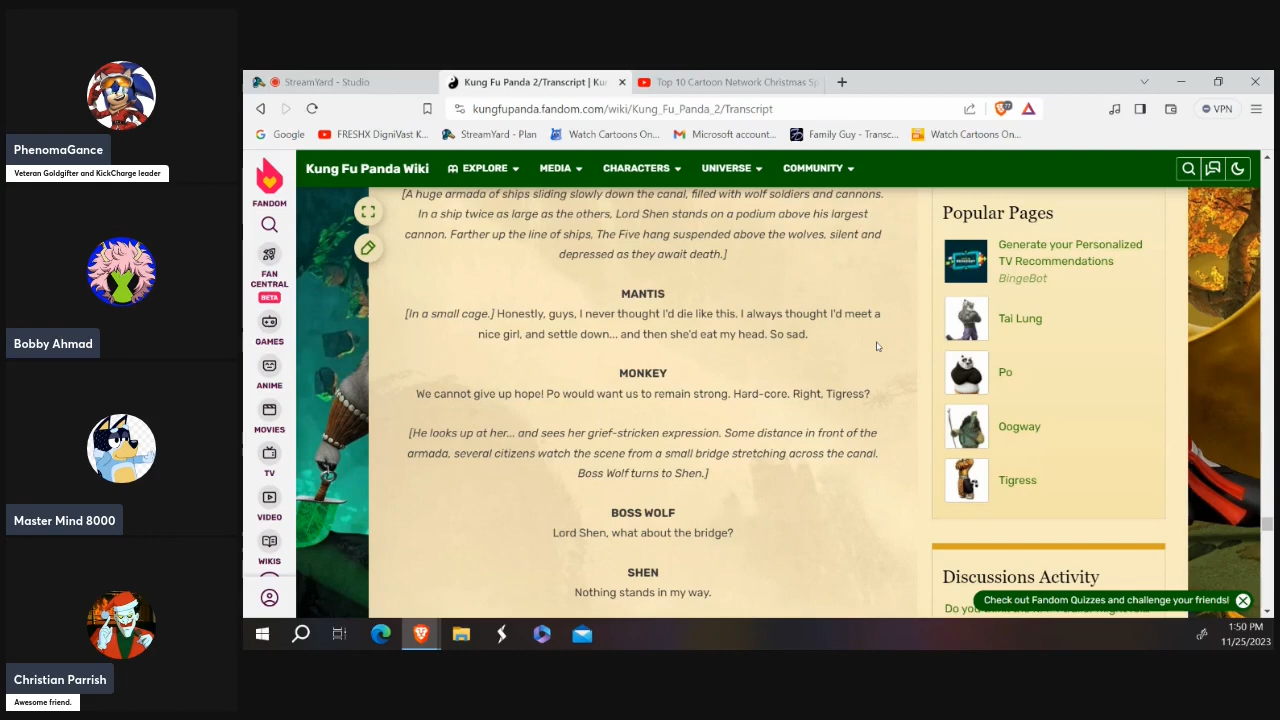 PhenomaGance
Veteran Goldgifter and KickCharge leader
Bobby Ahmad
Master Mind 8000
Christian Parrish
Awesome friend.
StreamYard - Studio
Kung Fu Panda 2/Transcript | Ku
Top 10 Cartoon Network Christmas Sp
kungfupanda.fandom.com/wiki/Kung_Fu_Panda_2/Transcript
VPN
Google
FRESHX DigniVast K...
StreamYard - Plan
Watch Cartoons On...
Microsoft account...
Family Guy - Transc...
Watch Cartoons On...
FANDOM
FAN
CENTRAL
BETA
GAMES
ANIME
MOVIES
TV
VIDEO
WIKIS
Kung Fu Panda Wiki
EXPLORE
MEDIA
CHARACTERS
UNIVERSE
COMMUNITY
[A huge armada of ships sliding slowly down the canal, filled with wolf soldiers and cannons.
In a ship twice as large as the others, Lord Shen stands on a podium above his largest
cannon. Farther up the line of ships, The Five hang suspended above the wolves, silent and
depressed as they await death.]
MANTIS
[In a small cage.] Honestly, guys, I never thought I'd die like this. I always thought I'd meet a
nice girl, and settle down... and then she'd eat my head. So sad.
MONKEY
We cannot give up hope! Po would want us to remain strong. Hard-core. Right, Tigress?
[He looks up at her... and sees her grief-stricken expression. Some distance in front of the
armada, several citizens watch the scene from a small bridge stretching across the canal.
Boss Wolf turns to Shen.]
BOSS WOLF
Lord Shen, what about the bridge?
SHEN
Nothing stands in my way.
Popular Pages
Generate your Personalized
TV Recommendations
BingeBot
Tai Lung
Po
Oogway
Tigress
Discussions Activity
Check out Fandom Quizzes and challenge your friends!
1:50 PM
11/25/2023